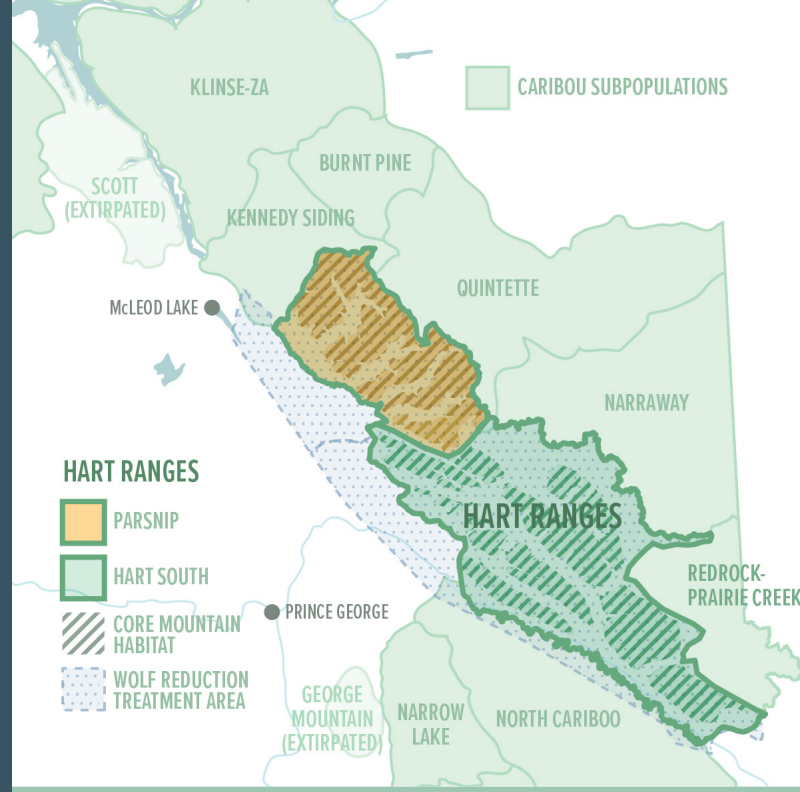 KLINSE-ZA
CARIBOU SUBPOPULATIONS
BURNT PINE
SCOTT
(EXTIRPATED)
KENNEDY SIDING
QUINTETTE
McLEOD LAKE
NARRAWAY
HART RANGES
PARSNIP
HART SOUTH
CORE MOUNTAIN
HABITAT
WOLF REDUCTION
TREATMENT AREA
HART RANGES
REDROCK-
PRAIRIE CREEK
PRINCE GEORGE
GEORGE
MOUNTAIN
(EXTIRPATED)
NARROW
LAKE
NORTH CARIBOO